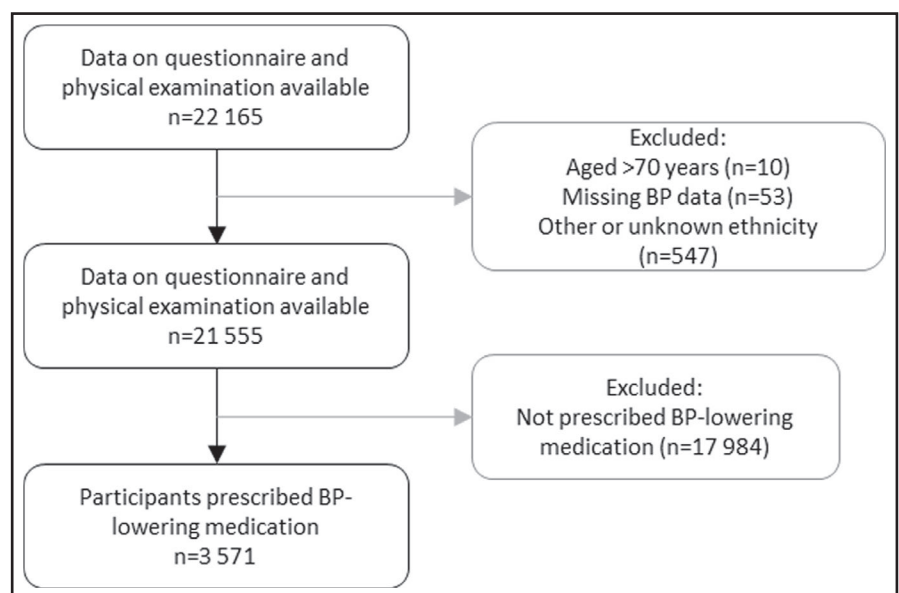 Data on questionnaire and
physical examination available
n=22 165
Excluded:
Aged >70 years (n=10)
Missing BP data (n=53)
Other or unknown ethnicity
(n=547)
Data on questionnaire and
physical examination available
n=21 555
Excluded:
Not prescribed BP-lowering
medication (n=17 984)
Participants prescribed BP-
lowering medication
n=3 571